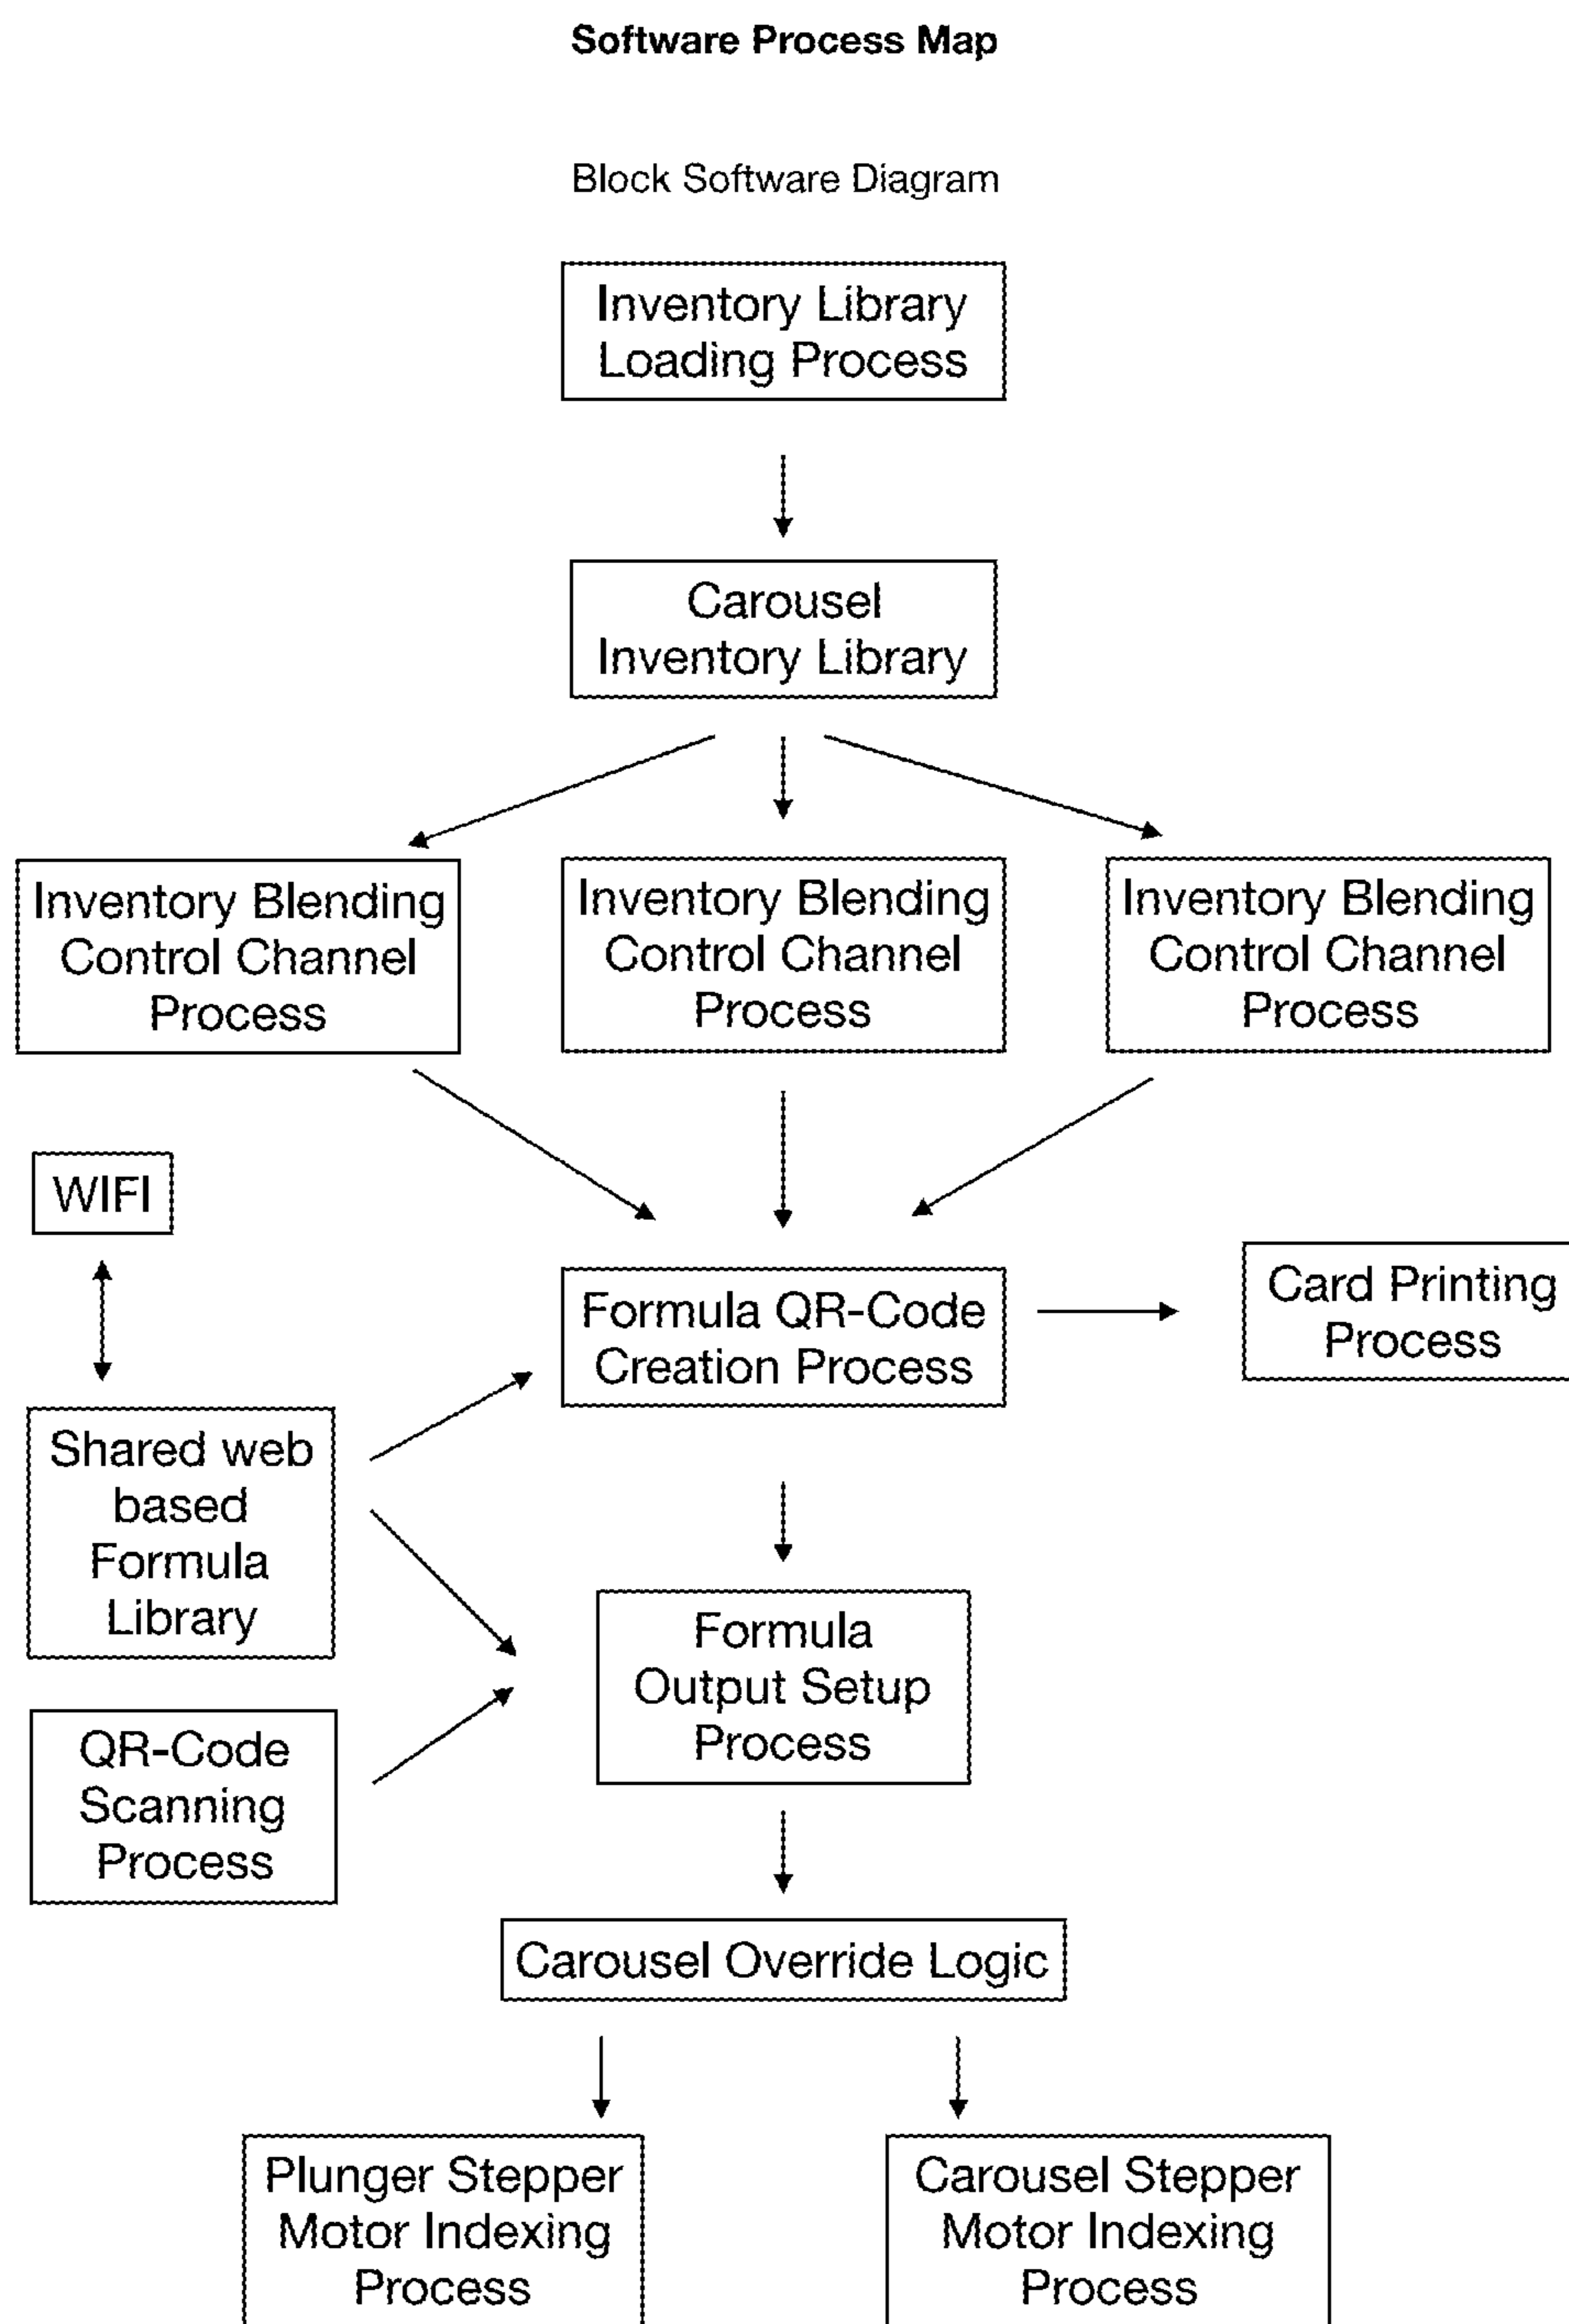 Software Process Map
Block Software Diagram
Inventory Library
Loading Process
Carousel
Inventory Library
Inventory Blending
Control Channel
Process
Inventory Blending
Control Channel
Process
Inventory Blending
Control Channel
Process
WIFI
Formula QR-Code
Creation Process
Card Printing
Process
Shared web
based
Formula
Library
Formula
Output Setup
Process
QR-Code
Scanning
Process
Carousel Override Logic
Plunger Stepper
Motor Indexing
Process
Carousel Stepper
Motor Indexing
Process